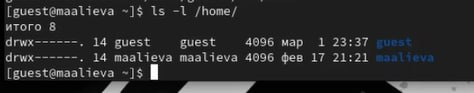 [guest@maalieva ~]$ ls -l /home/
итого 8
drwx------. 14 guest    guest    4096 мар  1 23:37 guest
drwx------. 14 maalieva maalieva 4096 фев 17 21:21 maalieva
[guest@maalieva ~]$